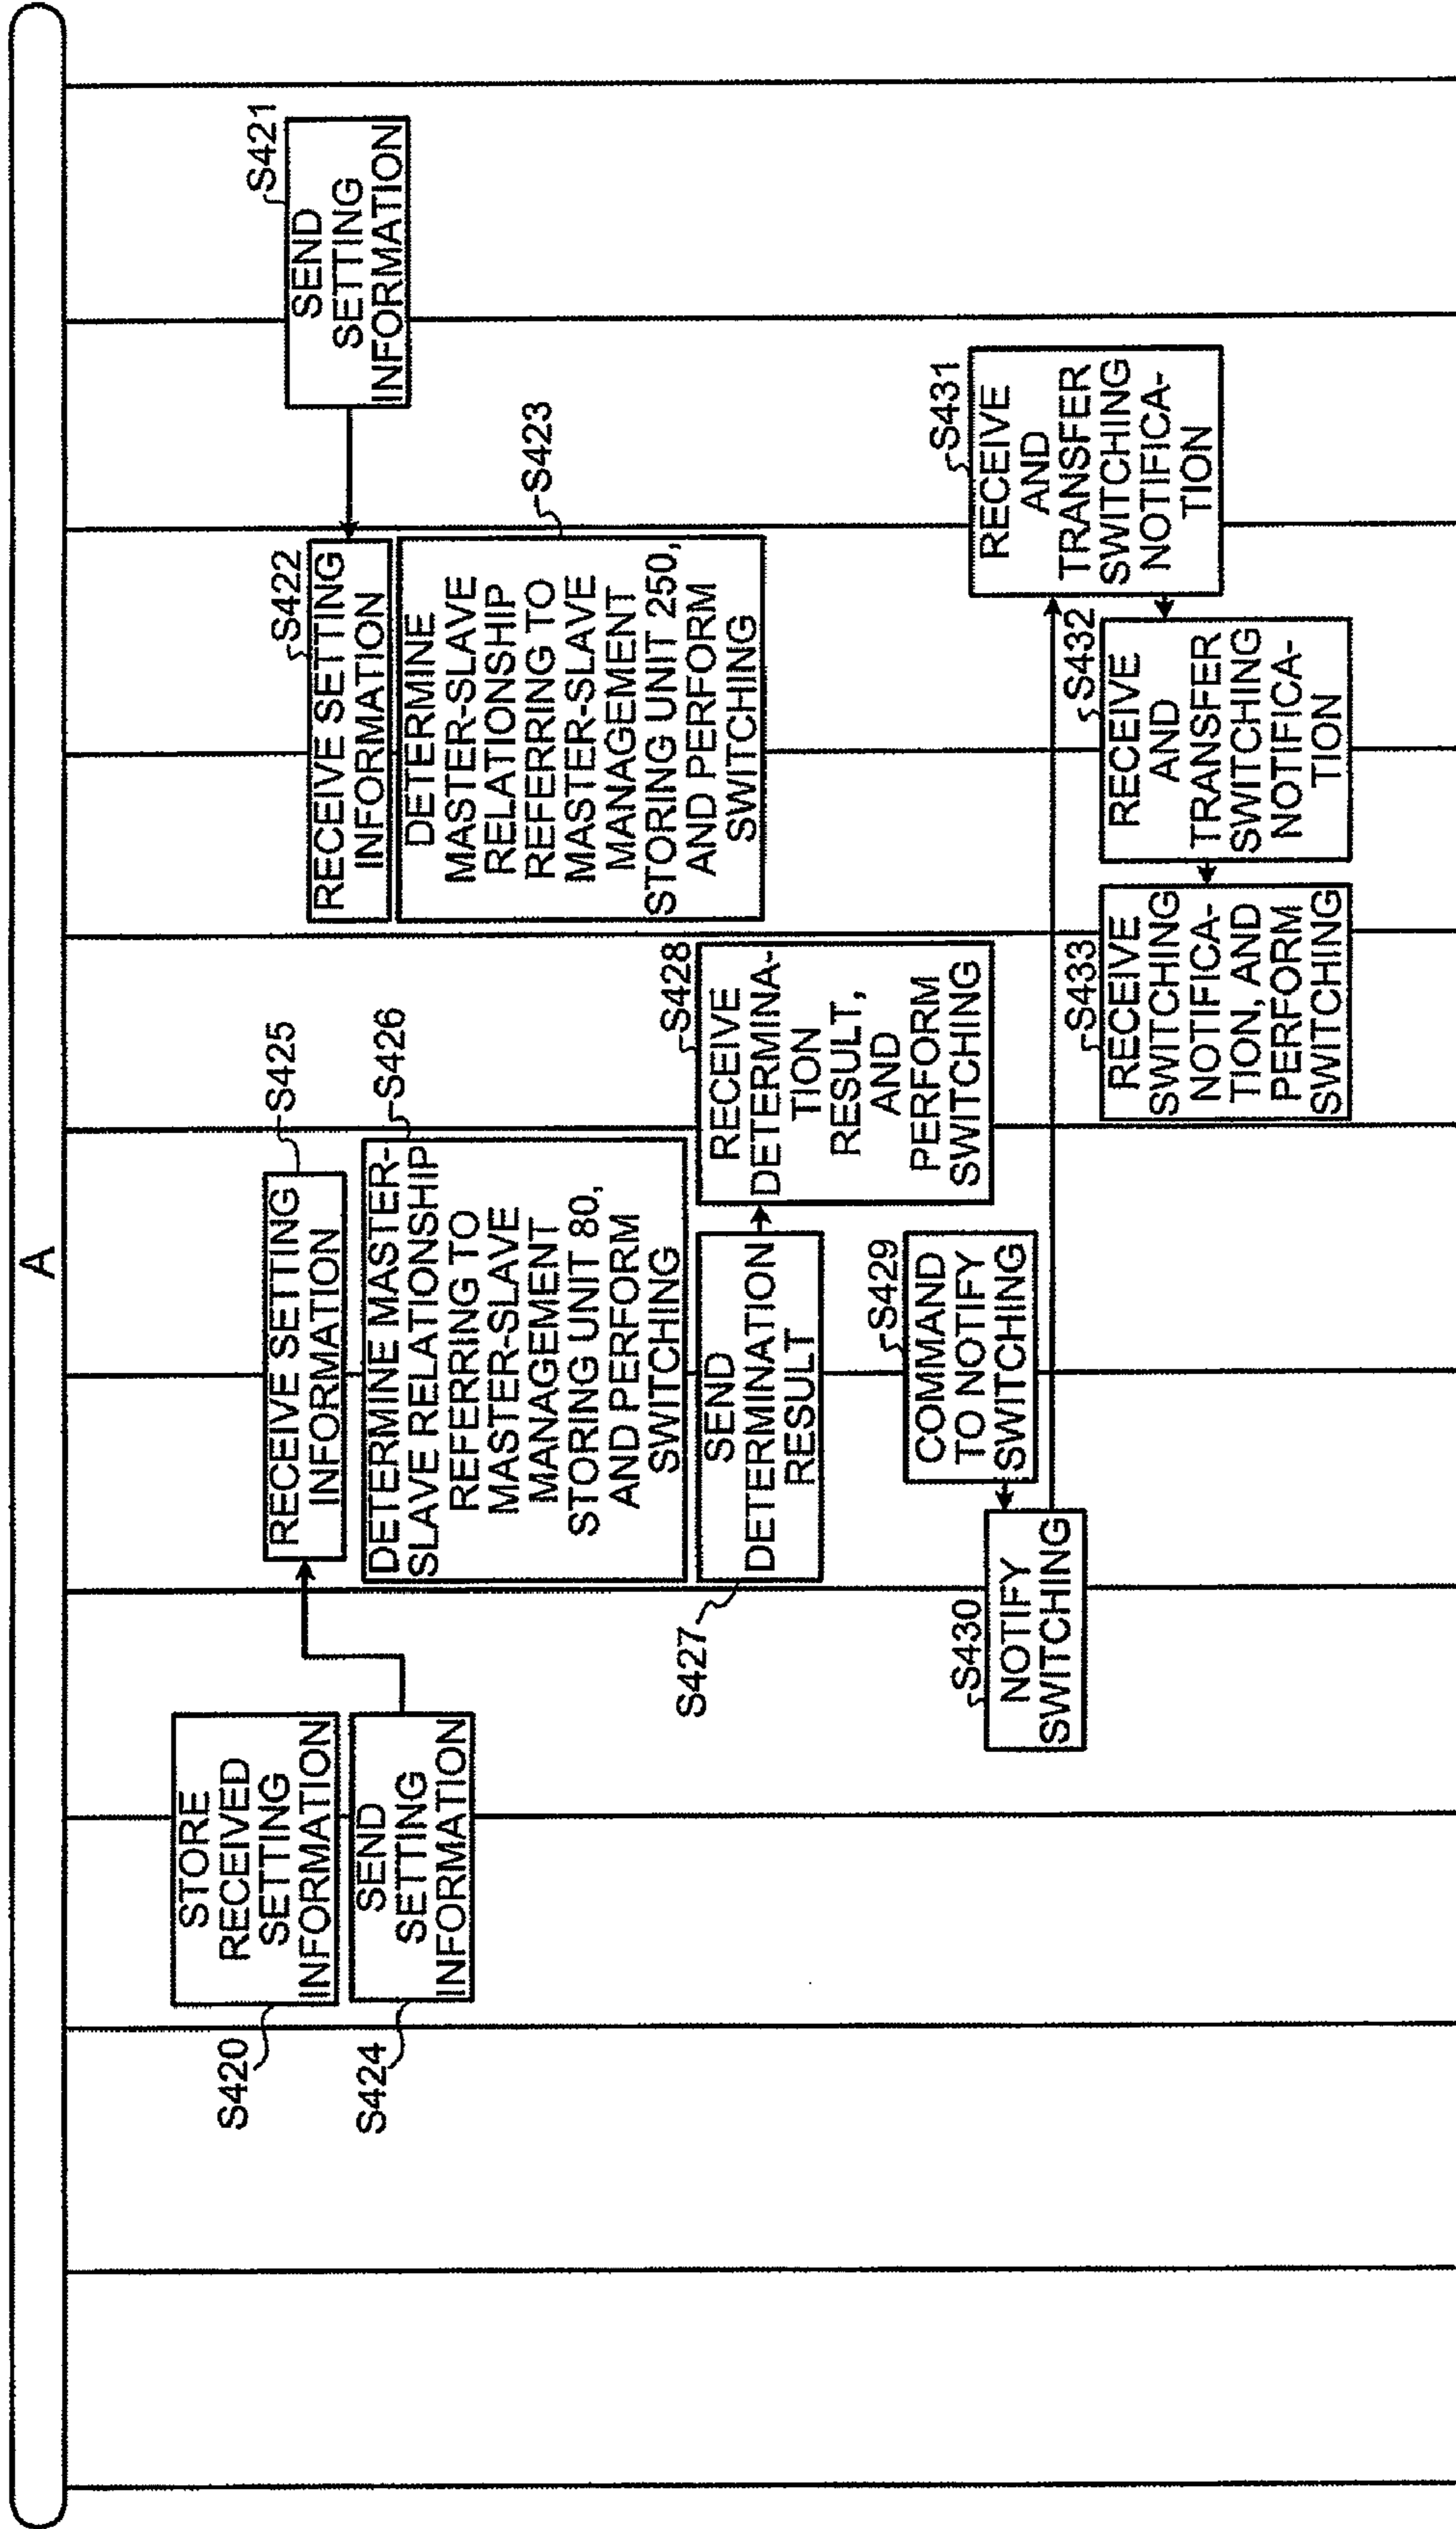 A
S420
STORE
RECEIVED
SETTING
INFORMATION
S421
SEND
SETTING
INFORMATION
S422
RECEIVE SETTING
INFORMATION
S423
DETERMINE
MASTER-SLAVE
RELATIONSHIP
REFERRING TO
MASTER-SLAVE
MANAGEMENT
STORING UNIT 250,
AND PERFORM
SWITCHING
S424
SEND
SETTING
INFORMATION
S425
RECEIVE SETTING
INFORMATION
S426
DETERMINE MASTER-
SLAVE RELATIONSHIP
REFERRING TO
MASTER-SLAVE
MANAGEMENT
STORING UNIT 80,
AND PERFORM
SWITCHING
S427
SEND
DETERMINATION
RESULT
S428
RECEIVE
DETERMINA-
TION
RESULT,
AND
PERFORM
SWITCHING
S429
COMMAND
TO NOTIFY
SWITCHING
S430
NOTIFY
SWITCHING
S431
RECEIVE
AND
TRANSFER
SWITCHING
NOTIFICA-
TION
S432
RECEIVE
AND
TRANSFER
SWITCHING
NOTIFICA-
TION
S433
RECEIVE
SWITCHING
NOTIFICA-
TION, AND
PERFORM
SWITCHING